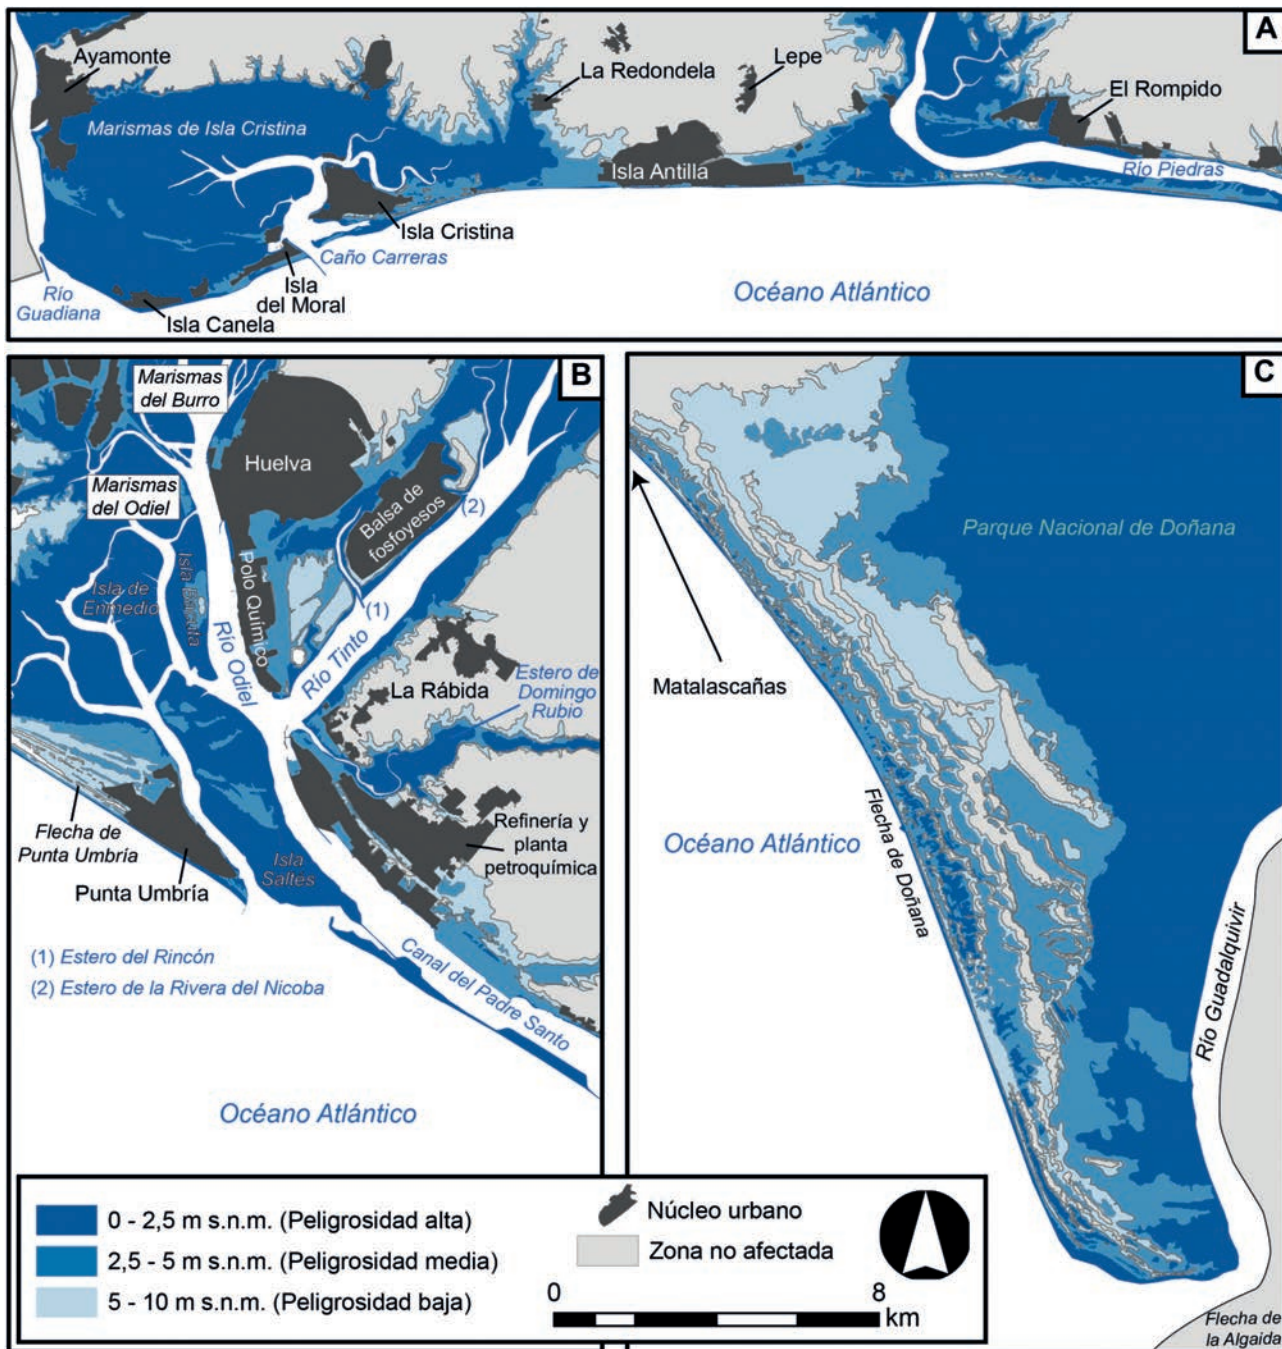 A
Ayamonte
La Redondela
Lepe
El Rompido
Marismas de Isla Cristina
Isla Antilla
Río Piedras
Isla Cristina
Caño Carreras
Río
Guadiana
Isla
del Moral
Isla Canela
Océano Atlántico
B
Marismas
del Burro
Huelva
Marismas
del Odiel
Balsa de
fosfoyesos
(2)
Isla de
Enmedio
Isla Bacuta
Río Odiel
Polo Químico
(1)
Río Tinto
La Rábida
Estero de
Domingo
Rubio
Flecha de
Punta Umbría
Punta Umbría
Isla
Saltés
Refinería y
planta
petroquímica
(1) Estero del Rincón
(2) Estero de la Rivera del Nicoba
Canal del Padre Santo
Océano Atlántico
C
Parque Nacional de Doñana
Matalascañas
Océano Atlántico
Flecha de Doñana
Río Guadalquivir
Flecha de
la Algaida
0 - 2,5 m s.n.m. (Peligrosidad alta)
2,5 - 5 m s.n.m. (Peligrosidad media)
5 - 10 m s.n.m. (Peligrosidad baja)
Núcleo urbano
Zona no afectada
0 8
km